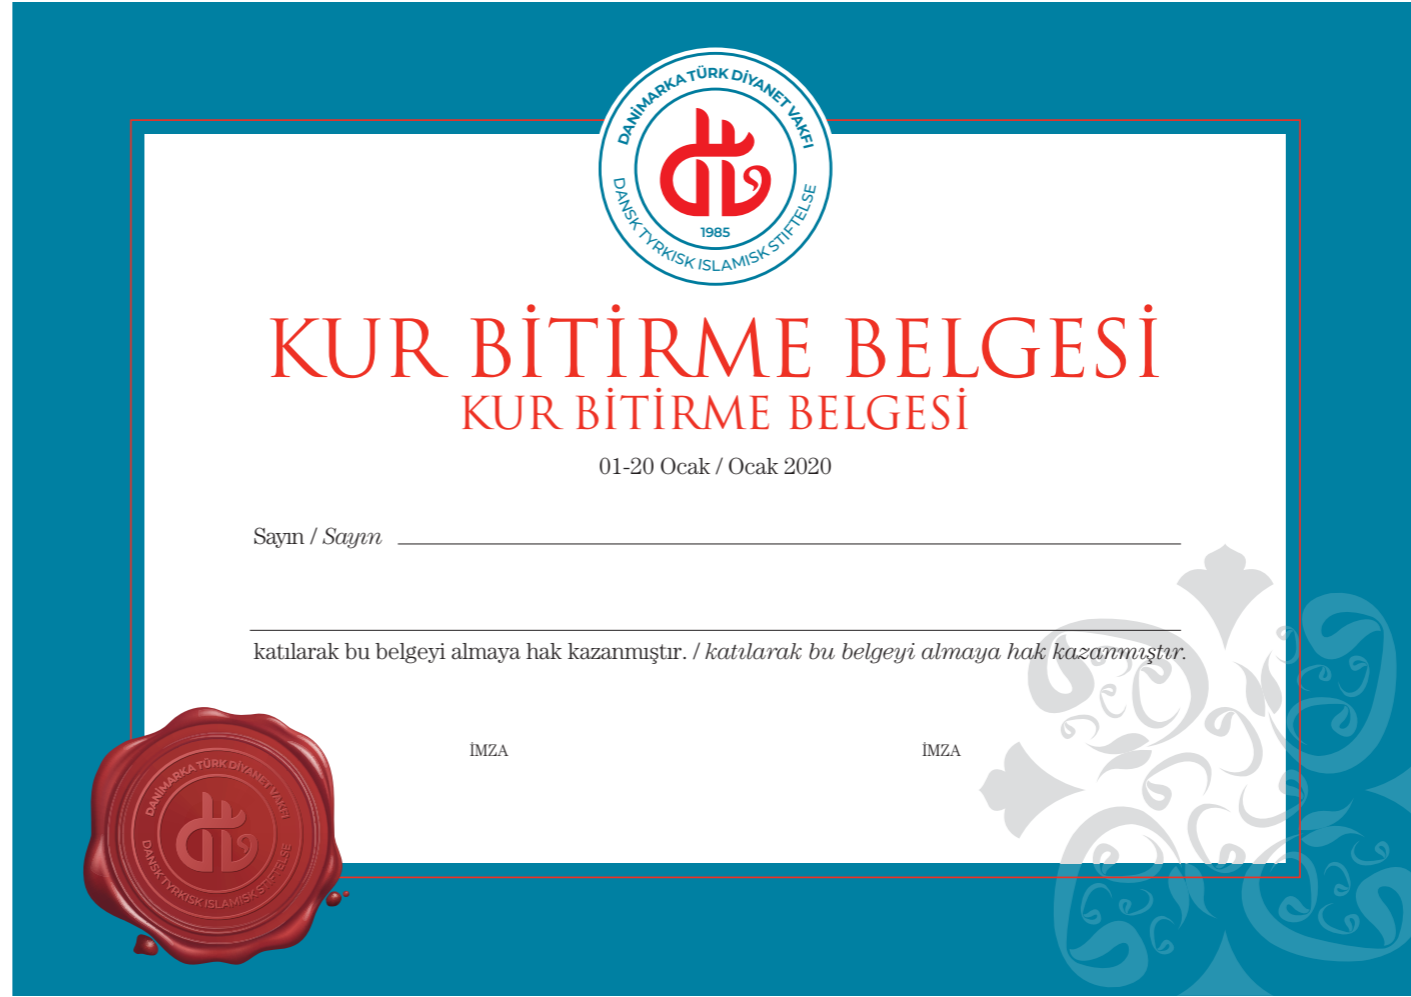 DANİMARKA TÜRK DİYANET VAKFI
1985
DANSK TYRKISK ISLAMISK STIFTELSE
KUR BİTİRME BELGESİ
KUR BİTİRME BELGESİ
01-20 Ocak / Ocak 2020
Sayın / Sayın
katılarak bu belgeyi almaya hak kazanmıştır. / katılarak bu belgeyi almaya hak kazanmıştır.
İMZA İMZA
DANİMARKA TÜRK DİYANET VAKFI
DANSK TYRKISK ISLAMISK STIFTELSE